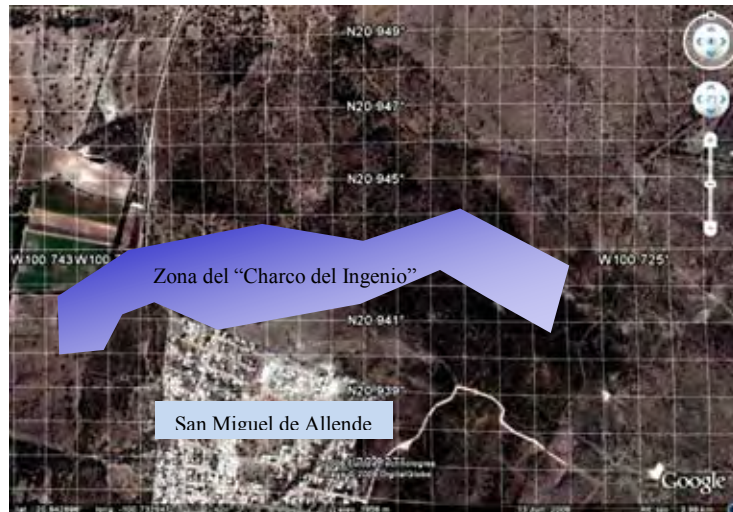 N20 949°
N20 947°
N20 945°
W100 743
W100
W100 725°
Zona del “Charco del Ingenio”
N20 941°
N20 939°
San Miguel de Allende
Google